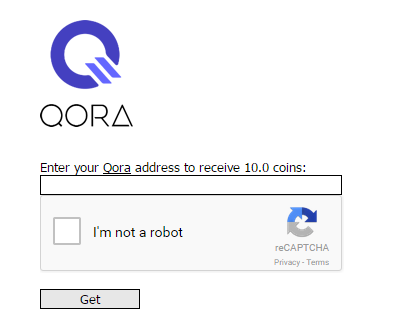 QORA
Enter your Qora address to receive 10.0 coins:
I'm not a robot
reCAPTCHA
Privacy - Terms
Get